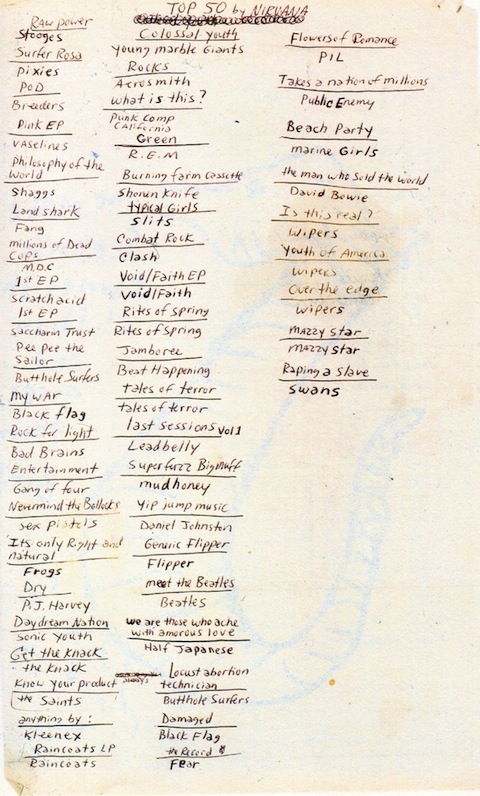 TOP 50 by NIRVANA
Raw power
Stooges
Surfer Rosa
Pixies
POD
Breeders
Pink EP
Vaselines
Philosophy of the
World
Shaggs
Land shark
Fang
millions of Dead
Cops
M.D.C
1st EP
Scratch acid
1st EP
Saccharin Trust
Pee pee the
Sailor
Butthole Surfers
My WAr
Black flag
Rock for light
Bad Brains
Entertainment
Gang of four
Nevermind the Bollocks
sex pistols
Its only Right and
natural
Frogs
Dry
P.J. Harvey
Daydream Nation
Sonic Youth
Get the Knack
the Knack
Know your product
the Saints
anything by:
Kleenex
Raincoats LP
Raincoats
Colossal youth
young marble Giants
Rocks
Aerosmith
what is this?
Punk Comp
California
Green
R.E.M
Burning farm Cassette
Shonen Knife
typical Girls
Slits
Combat Rock
Clash
Void/Faith EP
Void/Faith
Rites of Spring
Rites of Spring
Jamboree
Beat Happening
tales of terror
tales of terror
last sessions Vol 1
Leadbelly
Superfuzz Bigmuff
mudhoney
Yip jump music
Daniel Johnston
Generic Flipper
Flipper
meet the Beatles
Beatles
we are those who ache
with amorous love
Half Japanese
Locust abortion
technician
Butthole Surfers
Damaged
Black Flag
the Record
Fear
Flowers of Romance
PIL
Takes a nation of millions
Public Enemy
Beach Party
marine Girls
the man who sold the world
David Bowie
Is this real?
Wipers
Youth of America
Wipers
Over the edge
Wipers
MAZZY Star
MAZZY Star
Raping a Slave
Swans